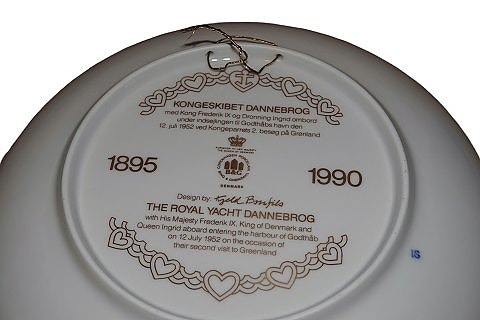 KONGESKIBET DANNEBROG
med Kong Frederik IX og Dronning Ingrid ombord
under indsejlingen til Godthåbs havn den
12. juli 1952 ved Kongeparrets 2. besøg på Grønland
1895
1990
B&G
DENMARK
Design by: Kjeld Bonfils
THE ROYAL YACHT DANNEBROG
with His Majesty Frederik IX, King of Denmark and
Queen Ingrid aboard entering the harbour of Godthåb
on 12 July 1952 on the occasion of
their second visit to Greenland
IS